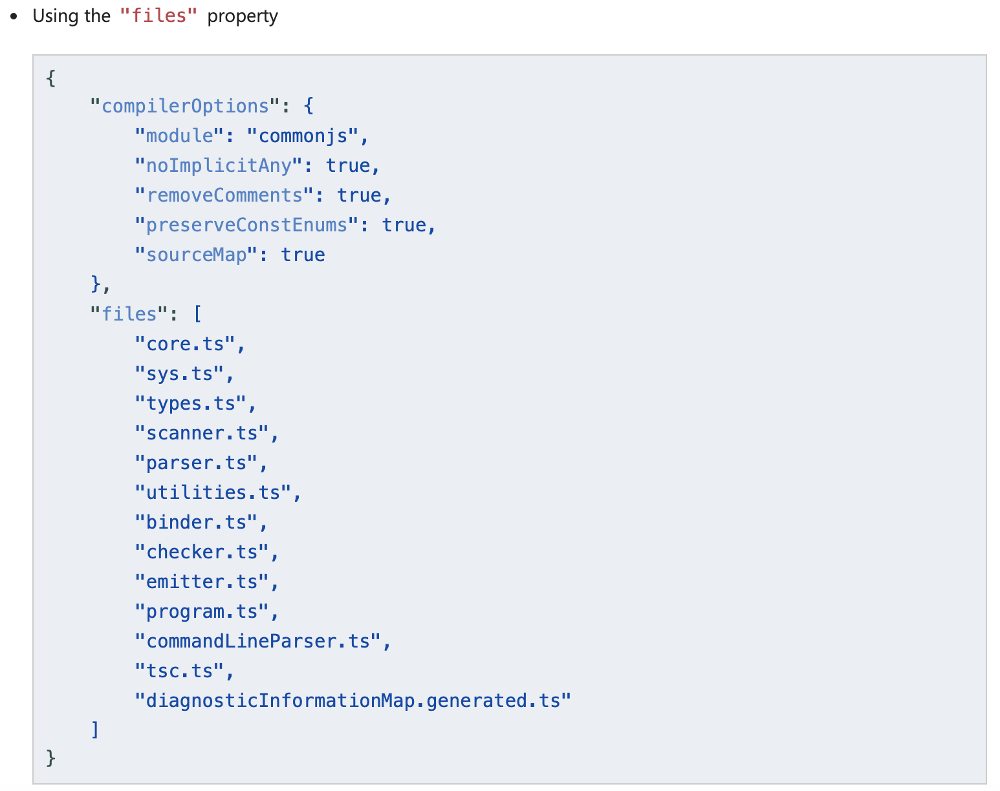 • Using the "files" property
{
    "compilerOptions": {
        "module": "commonjs",
        "noImplicitAny": true,
        "removeComments": true,
        "preserveConstEnums": true,
        "sourceMap": true
    },
    "files": [
        "core.ts",
        "sys.ts",
        "types.ts",
        "scanner.ts",
        "parser.ts",
        "utilities.ts",
        "binder.ts",
        "checker.ts",
        "emitter.ts",
        "program.ts",
        "commandLineParser.ts",
        "tsc.ts",
        "diagnosticInformationMap.generated.ts"
    ]
}